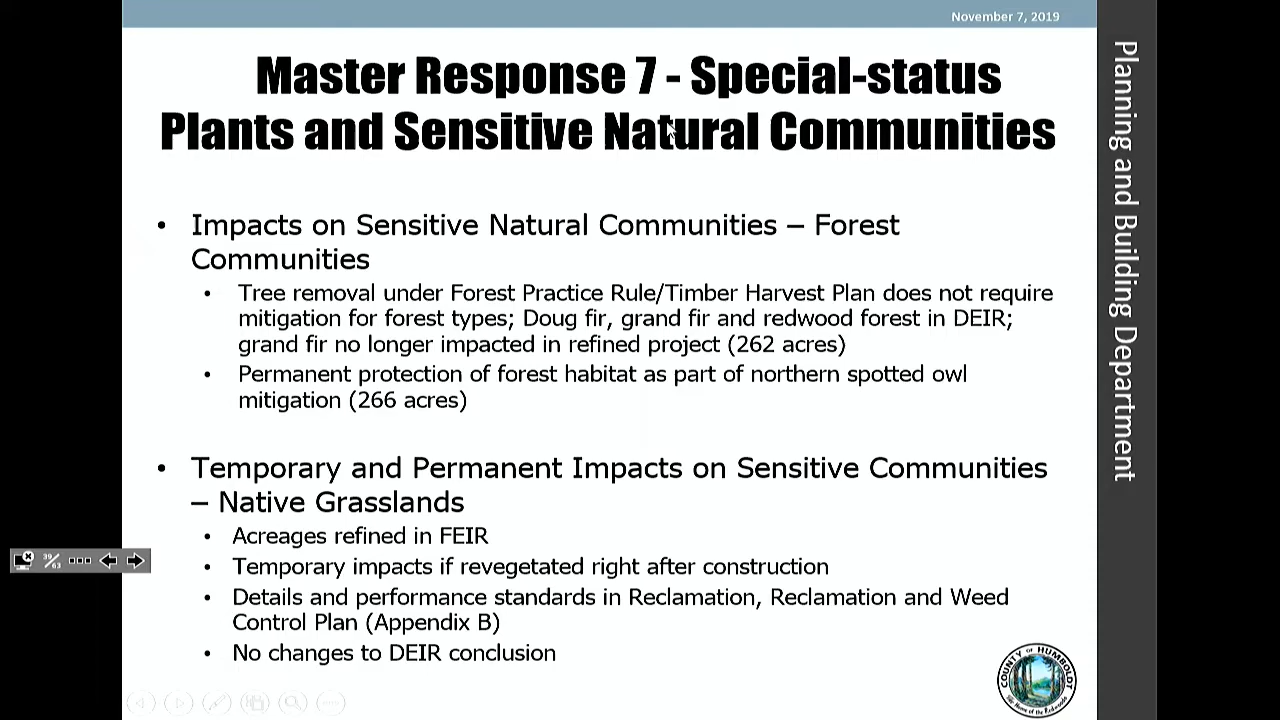 November 7, 2019
Master Response 7 - Special-status
Plants and Sensitive Natural Communities
• Impacts on Sensitive Natural Communities – Forest
Communities
• Tree removal under Forest Practice Rule/Timber Harvest Plan does not require
mitigation for forest types; Doug fir, grand fir and redwood forest in DEIR;
grand fir no longer impacted in refined project (262 acres)
• Permanent protection of forest habitat as part of northern spotted owl
mitigation (266 acres)
• Temporary and Permanent Impacts on Sensitive Communities
– Native Grasslands
• Acreages refined in FEIR
• Temporary impacts if revegetated right after construction
• Details and performance standards in Reclamation, Reclamation and Weed
Control Plan (Appendix B)
• No changes to DEIR conclusion
Planning and Building Department
39/63
COUNTY OF HUMBOLDT